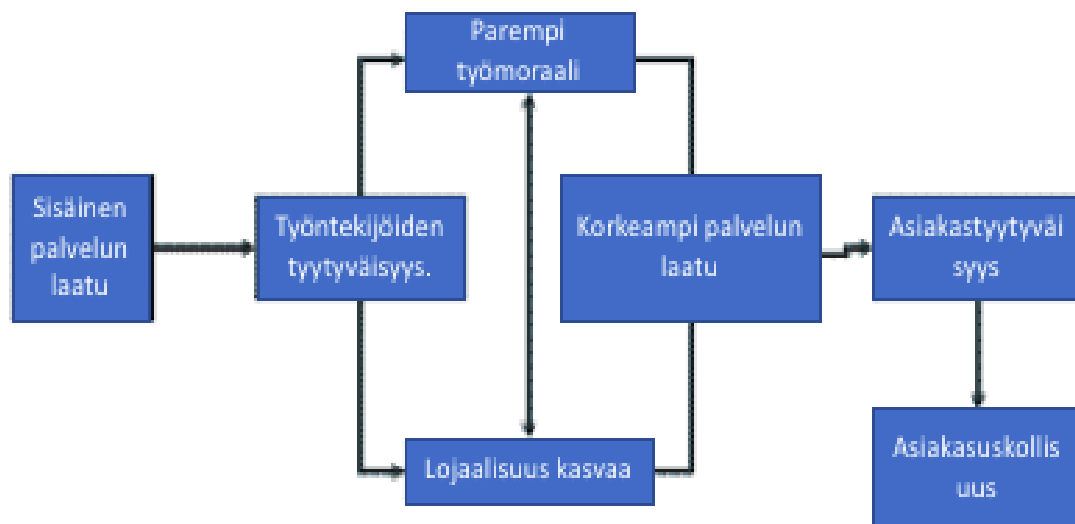 Parempi
työmoraali
Sisäinen
palvelun
laatu
Työntekijöiden
tyytyväisyys.
Korkeampi palvelun
laatu
Asiakastyytyväi
syys
Lojaalisuus kasvaa
Asiakasuskollis
uus